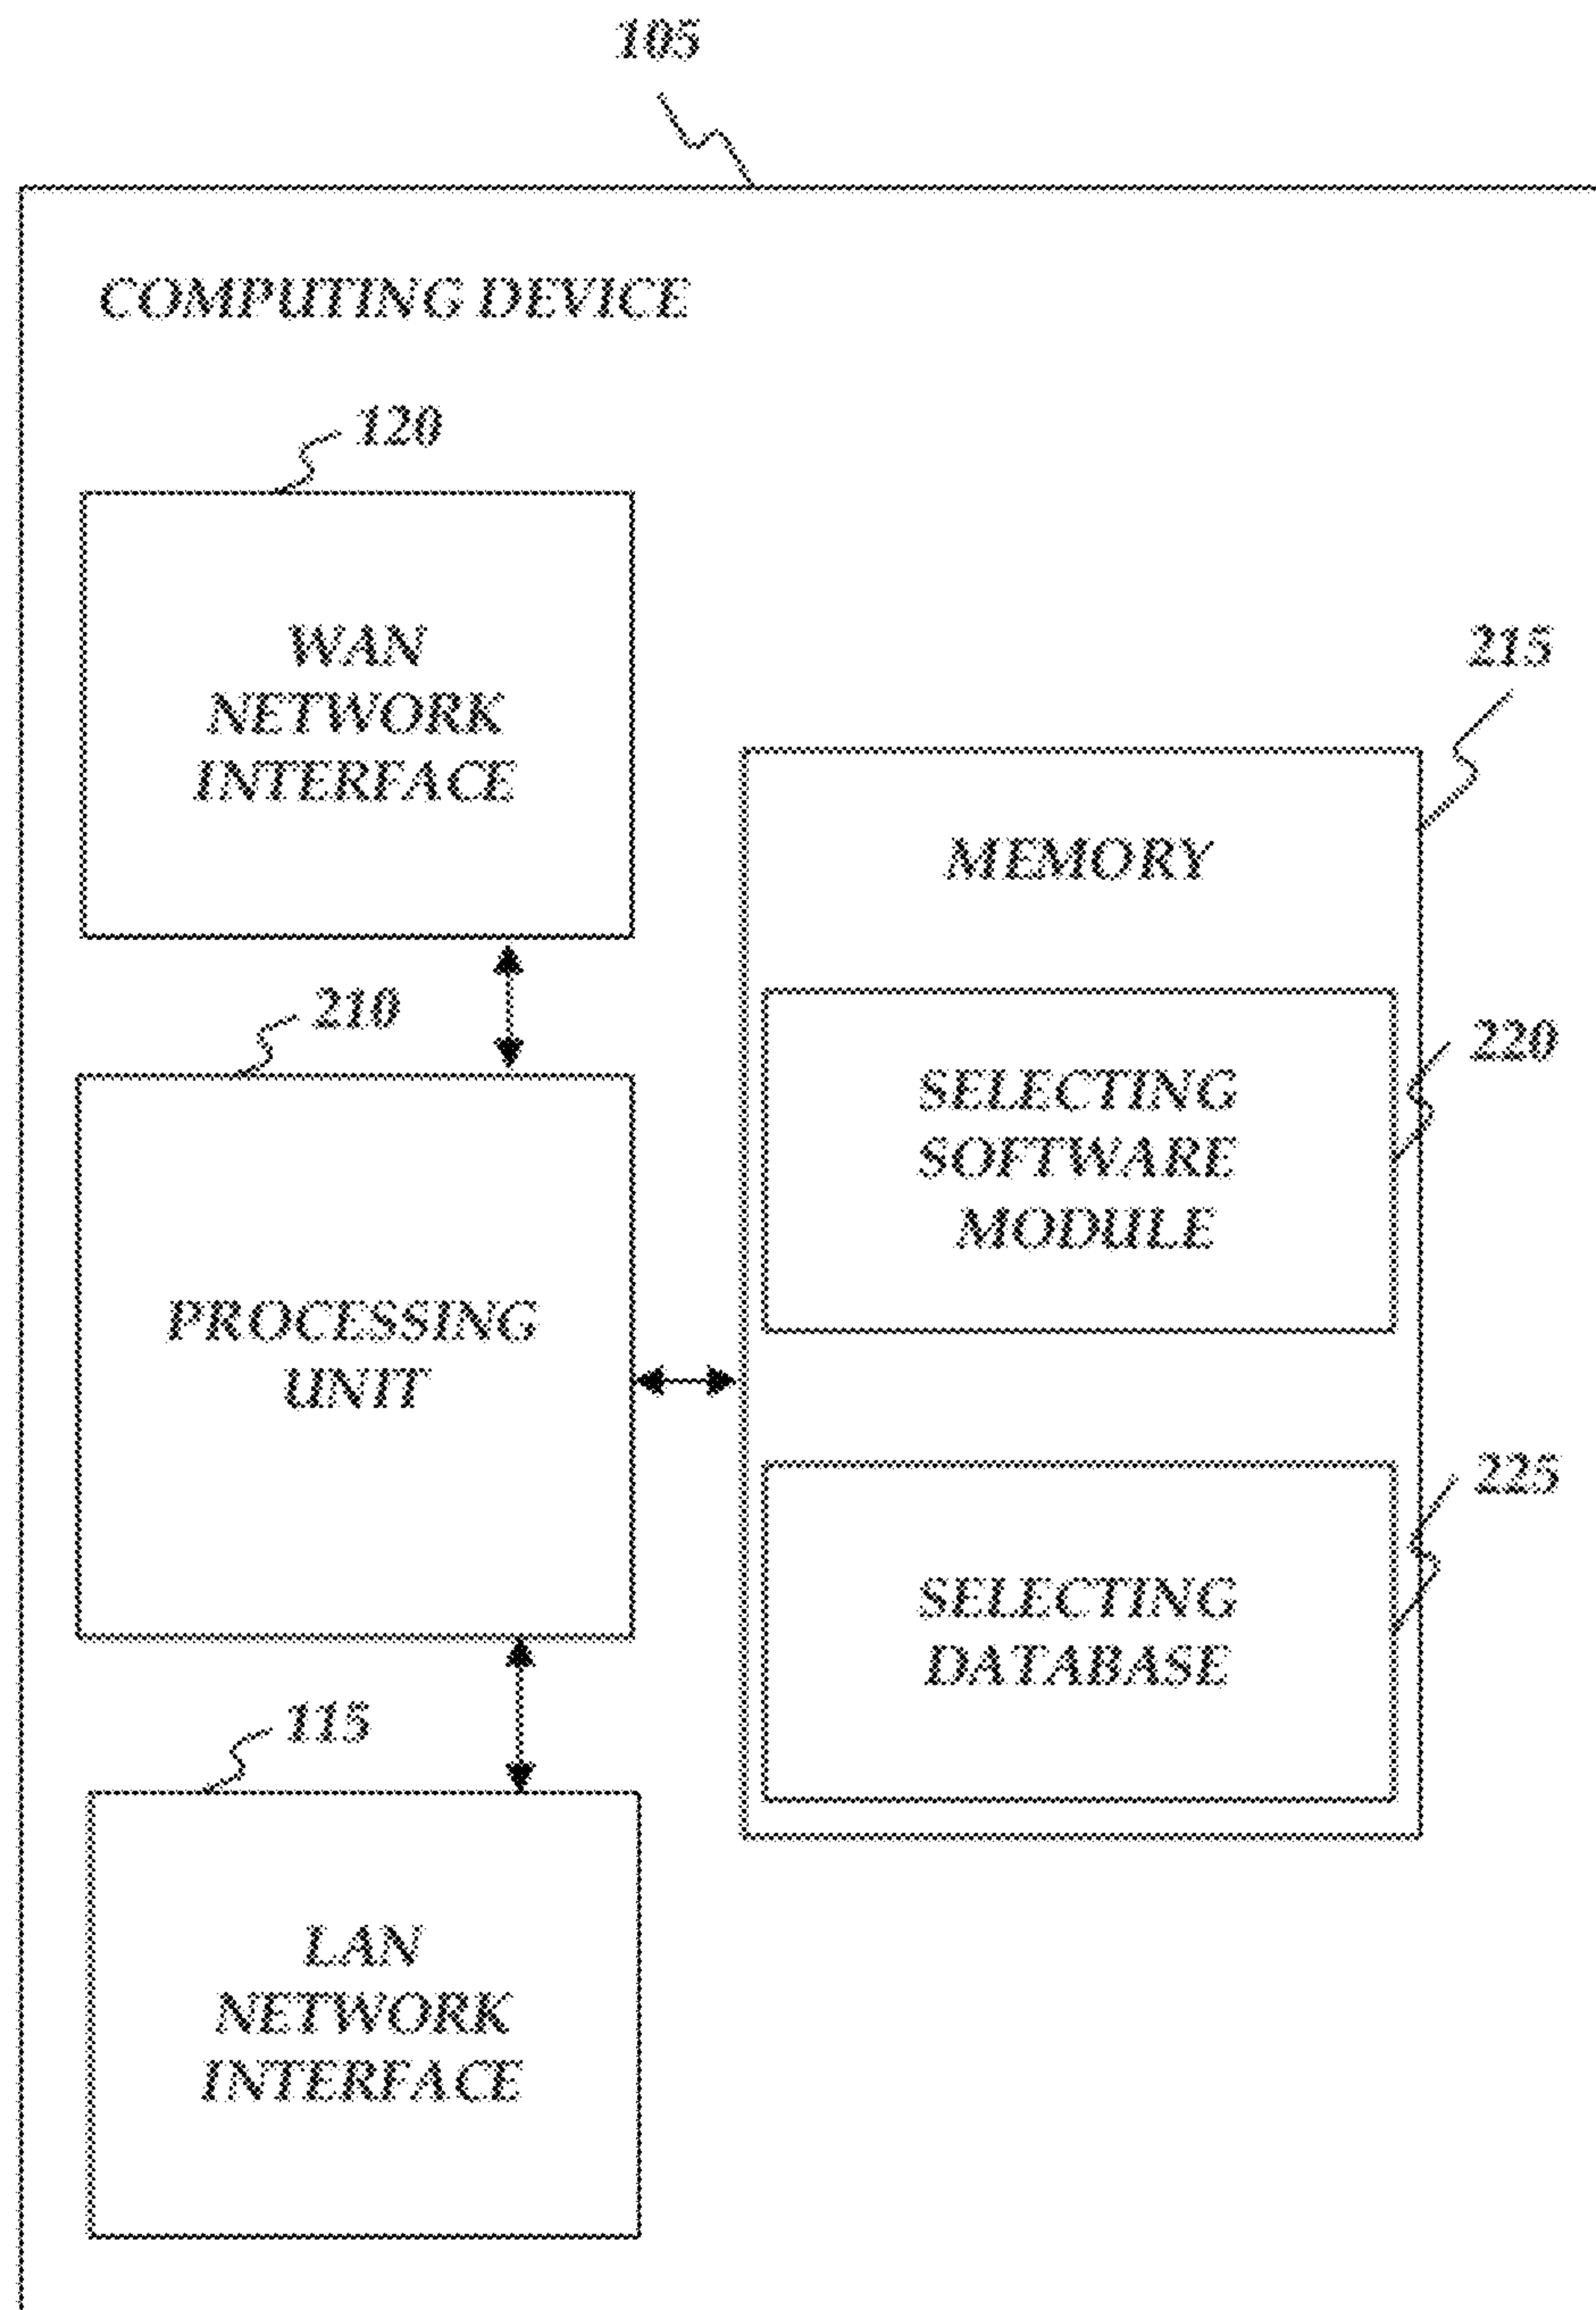 105
COMPUTING DEVICE
120
WAN
NETWORK
INTERFACE
215
MEMORY
210
220
SELECTING
SOFTWARE
MODULE
PROCESSING
UNIT
225
SELECTING
DATABASE
115
LAN
NETWORK
INTERFACE